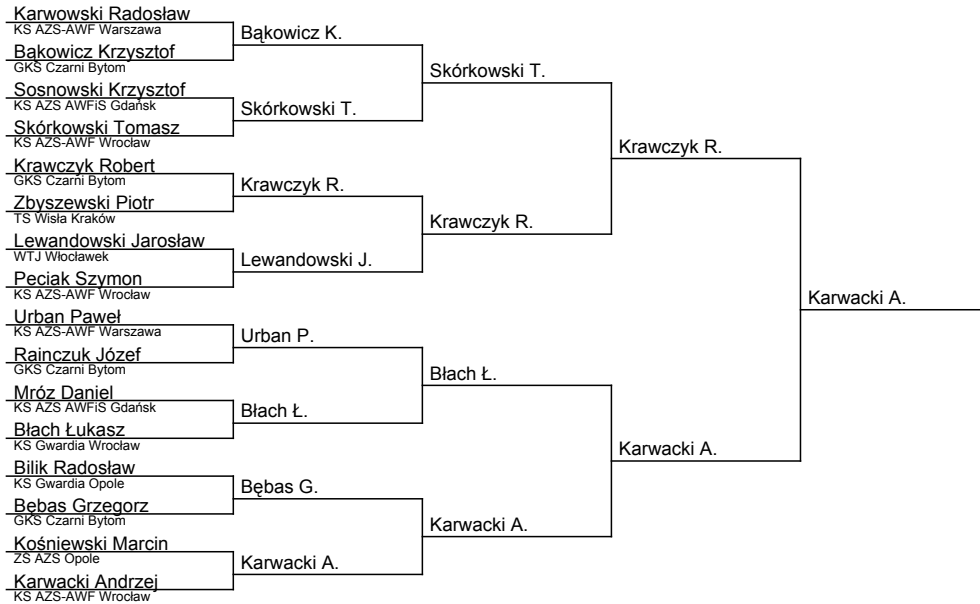 Karwowski Radosław
KS AZS-AWF Warszawa
Bąkowicz K.
Bąkowicz Krzysztof
GKS Czarni Bytom
Skórkowski T.
Sosnowski Krzysztof
KS AZS AWFiS Gdańsk
Skórkowski T.
Skórkowski Tomasz
KS AZS-AWF Wrocław
Krawczyk R.
Krawczyk Robert
GKS Czarni Bytom
Krawczyk R.
Zbyszewski Piotr
TS Wisła Kraków
Krawczyk R.
Lewandowski Jarosław
WTJ Włocławek
Lewandowski J.
Peciak Szymon
KS AZS-AWF Wrocław
Karwacki A.
Urban Paweł
KS AZS-AWF Warszawa
Urban P.
Rainczuk Józef
GKS Czarni Bytom
Błach Ł.
Mróz Daniel
KS AZS AWFiS Gdańsk
Błach Ł.
Błach Łukasz
KS Gwardia Wrocław
Karwacki A.
Bilik Radosław
KS Gwardia Opole
Bębas G.
Bębas Grzegorz
GKS Czarni Bytom
Karwacki A.
Kośniewski Marcin
ZS AZS Opole
Karwacki A.
Karwacki Andrzej
KS AZS-AWF Wrocław